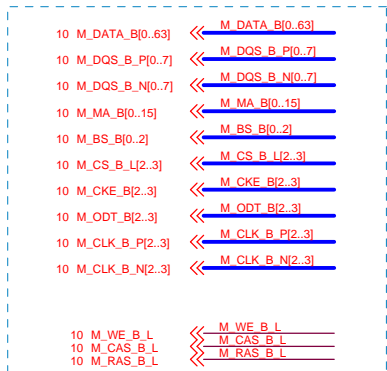 10 M_DATA_B[0..63] M_DATA_B[0..63]
10 M_DQS_B_P[0..7] M_DQS_B_P[0..7]
10 M_DQS_B_N[0..7] M_DQS_B_N[0..7]
10 M_MA_B[0..15] M_MA_B[0..15]
10 M_BS_B[0..2] M_BS_B[0..2]
10 M_CS_B_L[2..3] M_CS_B_L[2..3]
10 M_CKE_B[2..3] M_CKE_B[2..3]
10 M_ODT_B[2..3] M_ODT_B[2..3]
10 M_CLK_B_P[2..3] M_CLK_B_P[2..3]
10 M_CLK_B_N[2..3] M_CLK_B_N[2..3]
10 M_WE_B_L M_WE_B_L
10 M_CAS_B_L M_CAS_B_L
10 M_RAS_B_L M_RAS_B_L